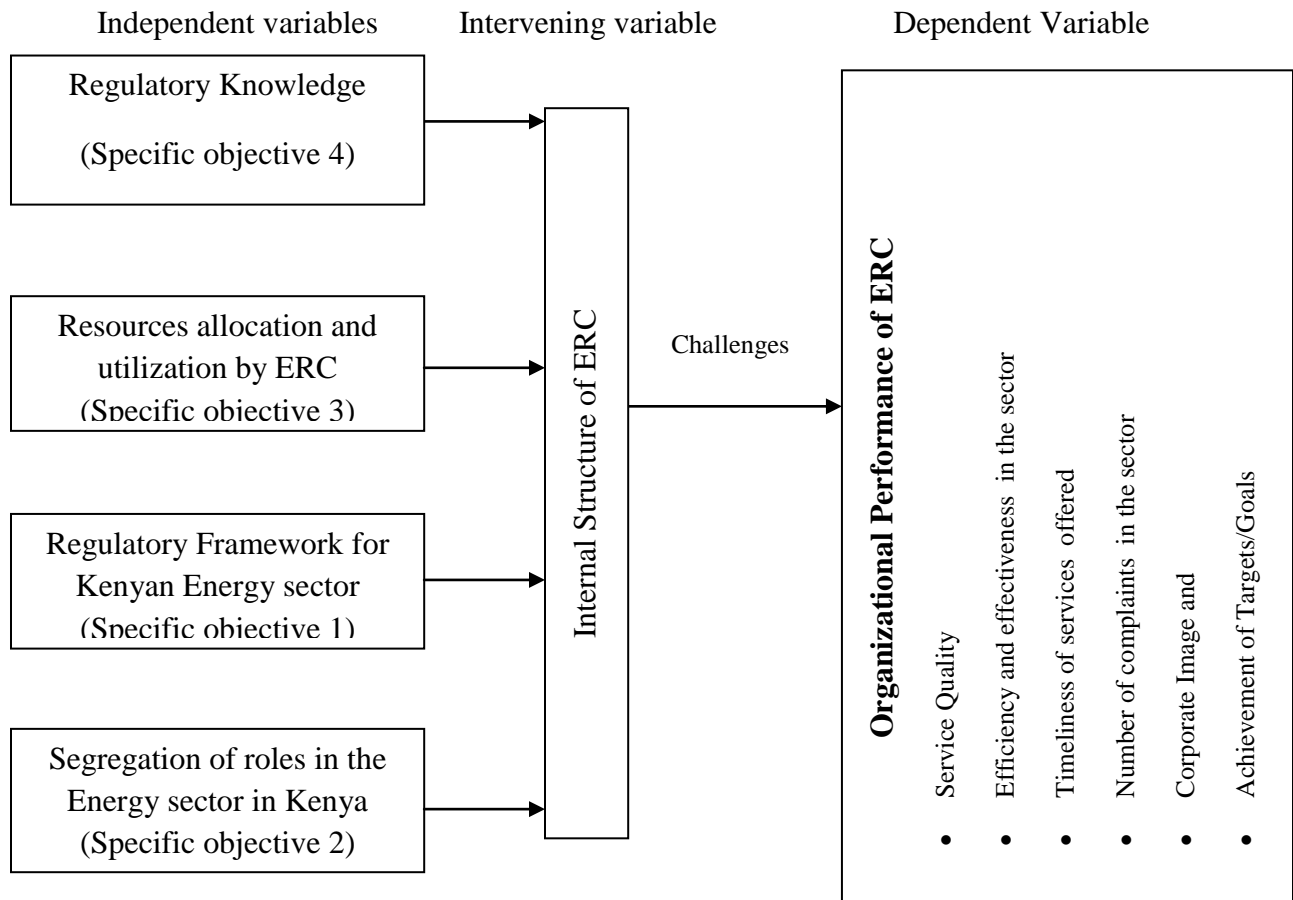 Independent variables
Intervening variable
Dependent Variable
Regulatory Knowledge
(Specific objective 4)
Resources allocation and
utilization by ERC
(Specific objective 3)
Regulatory Framework for
Kenyan Energy sector
(Specific objective 1)
Segregation of roles in the
Energy sector in Kenya
(Specific objective 2)
Internal Structure of ERC
Challenges
Organizational Performance of ERC
• Service Quality
• Efficiency and effectiveness in the sector
• Timeliness of services offered
• Number of complaints in the sector
• Corporate Image and
• Achievement of Targets/Goals